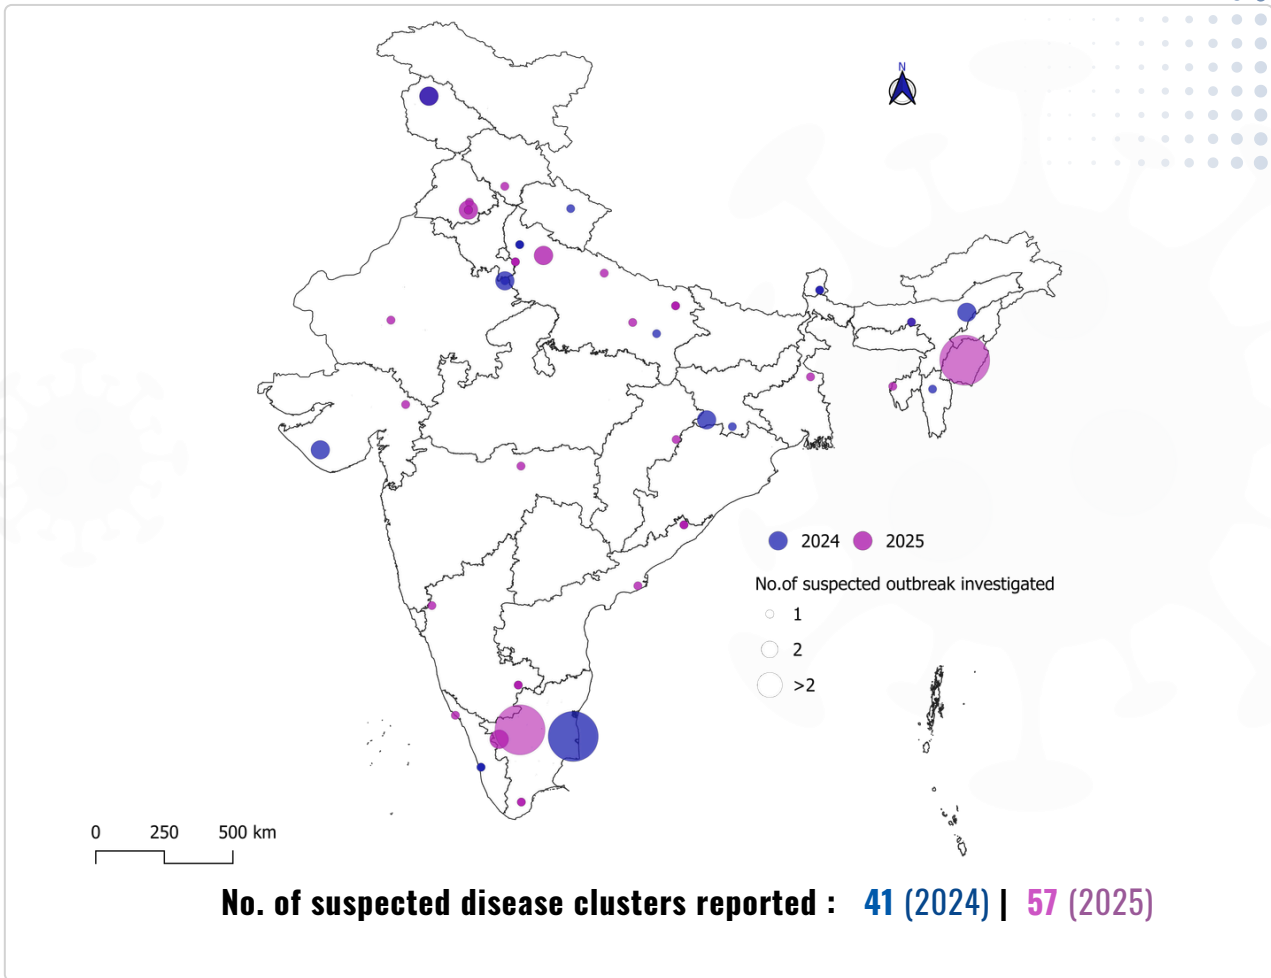 N
2024 2025
No.of suspected outbreak investigated
1
2
>2
0 250 500 km
No. of suspected disease clusters reported : 41 (2024) | 57 (2025)